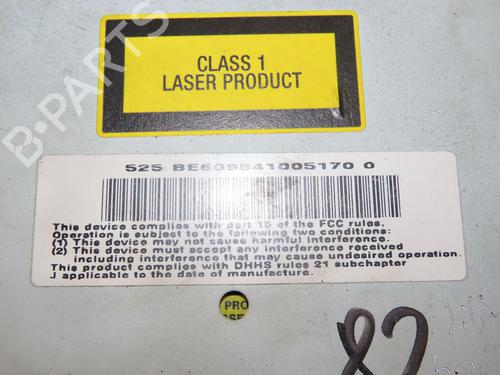 B-PARTS
CLASS 1
LASER PRODUCT
525 BE609841005170 0
This device complies with part 15 of the FCC rules.
Operation is subject to the following two conditions:
(1) This device may not cause harmful interference.
(2) This device must accept any interference received
including interference that may cause undesired operation.
This product complies with DHHS rules 21 subchapter
J applicable to the date of manufacture.
PRO
82